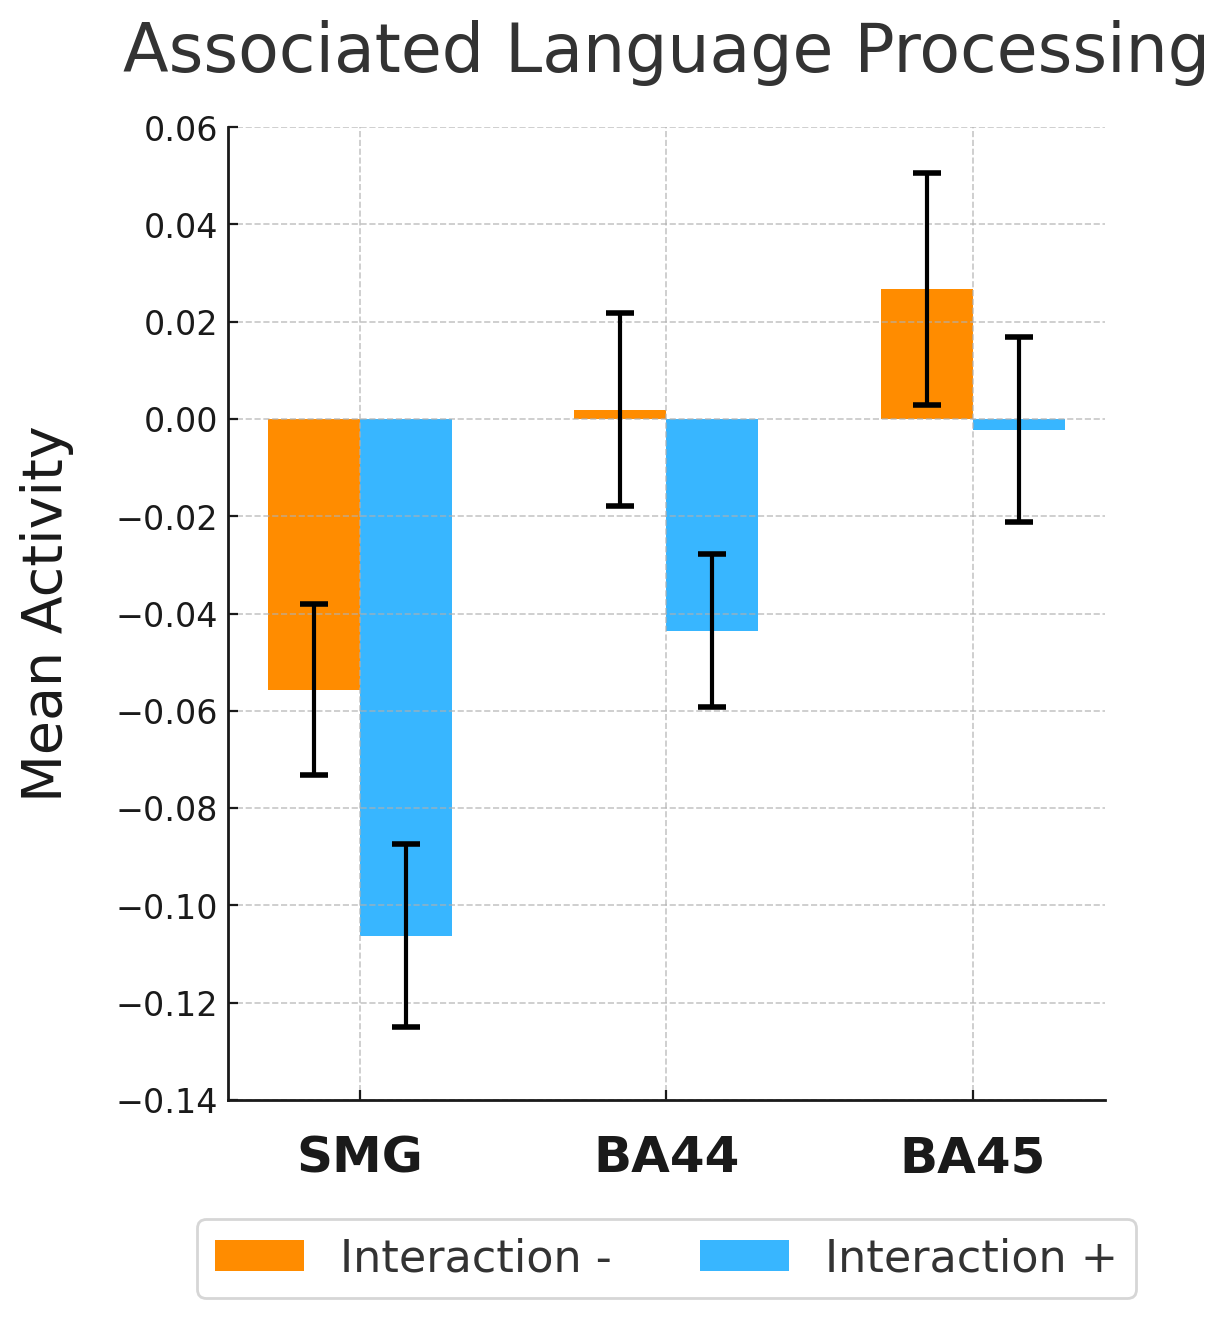 Associated Language Processing
Mean Activity
0.06
0.04
0.02
0.00
−0.02
−0.04
−0.06
−0.08
−0.10
−0.12
−0.14
SMG BA44 BA45
Interaction - Interaction +